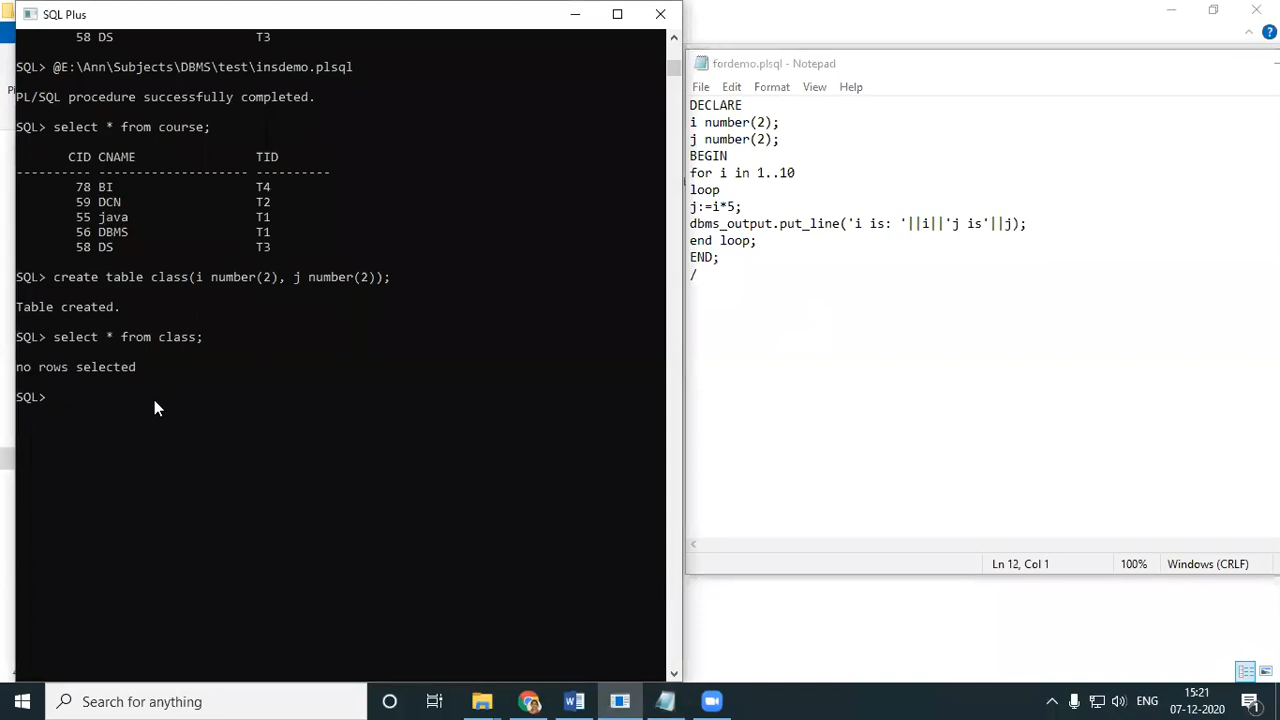 SQL Plus
58 DS T3
SQL> @E:\Ann\Subjects\DBMS\test\insdemo.plsql
PL/SQL procedure successfully completed.
SQL> select * from course;
CID CNAME TID
---------- -------------------- ----------
78 BI T4
59 DCN T2
55 java T1
56 DBMS T1
58 DS T3
SQL> create table class(i number(2), j number(2));
Table created.
SQL> select * from class;
no rows selected
SQL>
fordemo.plsql - Notepad
File Edit Format View Help
DECLARE
i number(2);
j number(2);
BEGIN
for i in 1..10
loop
j:=i*5;
dbms_output.put_line('i is: '||i||'j is'||j);
end loop;
END;
/
Ln 12, Col 1 100% Windows (CRLF)
Search for anything
ENG
15:21
07-12-2020
1